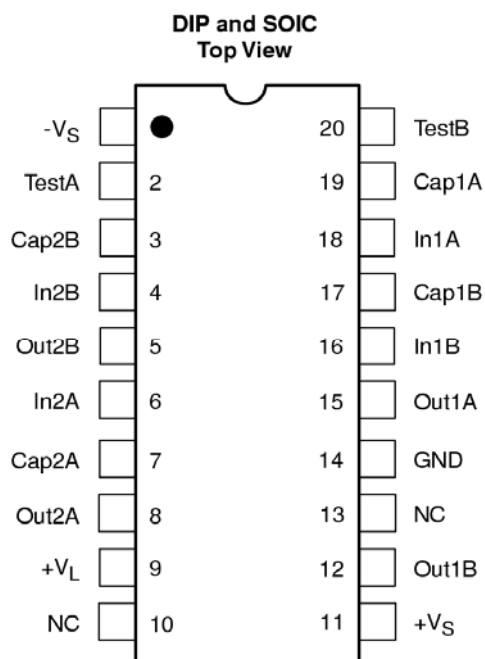 DIP and SOIC
Top View
-VS 20 TestB
TestA 2 19 Cap1A
Cap2B 3 18 In1A
In2B 4 17 Cap1B
Out2B 5 16 In1B
In2A 6 15 Out1A
Cap2A 7 14 GND
Out2A 8 13 NC
+VL 9 12 Out1B
NC 10 11 +VS